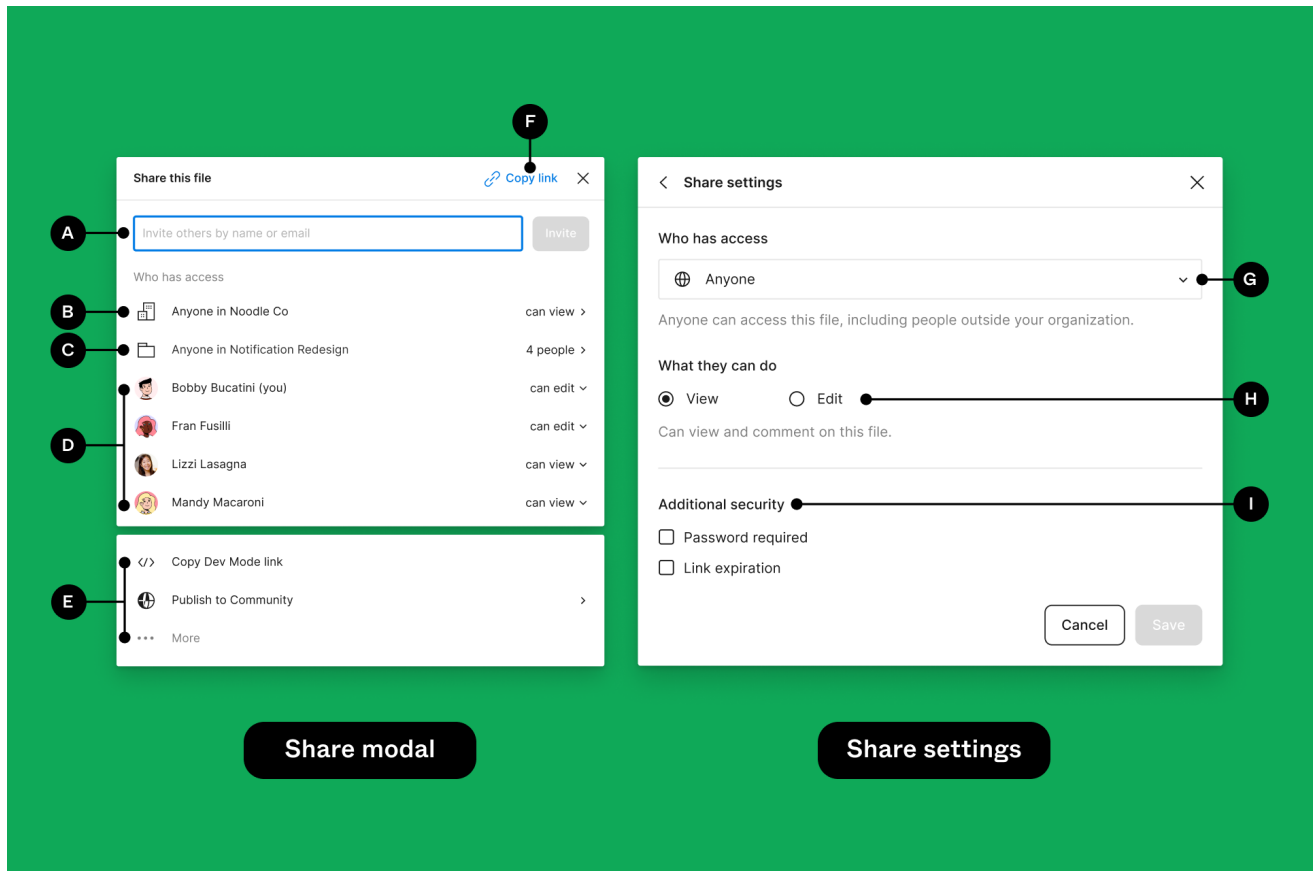 F
Share this file
Copy link
A
Invite others by name or email
Invite
Who has access
B
Anyone in Noodle Co
can view
C
Anyone in Notification Redesign
4 people
Bobby Bucatini (you)
can edit
D
Fran Fusilli
can edit
Lizzi Lasagna
can view
Mandy Macaroni
can view
E
Copy Dev Mode link
Publish to Community
More
Share modal
Share settings
Who has access
Anyone
G
Anyone can access this file, including people outside your organization.
What they can do
View
Edit
H
Can view and comment on this file.
Additional security
I
Password required
Link expiration
Cancel
Save
Share settings